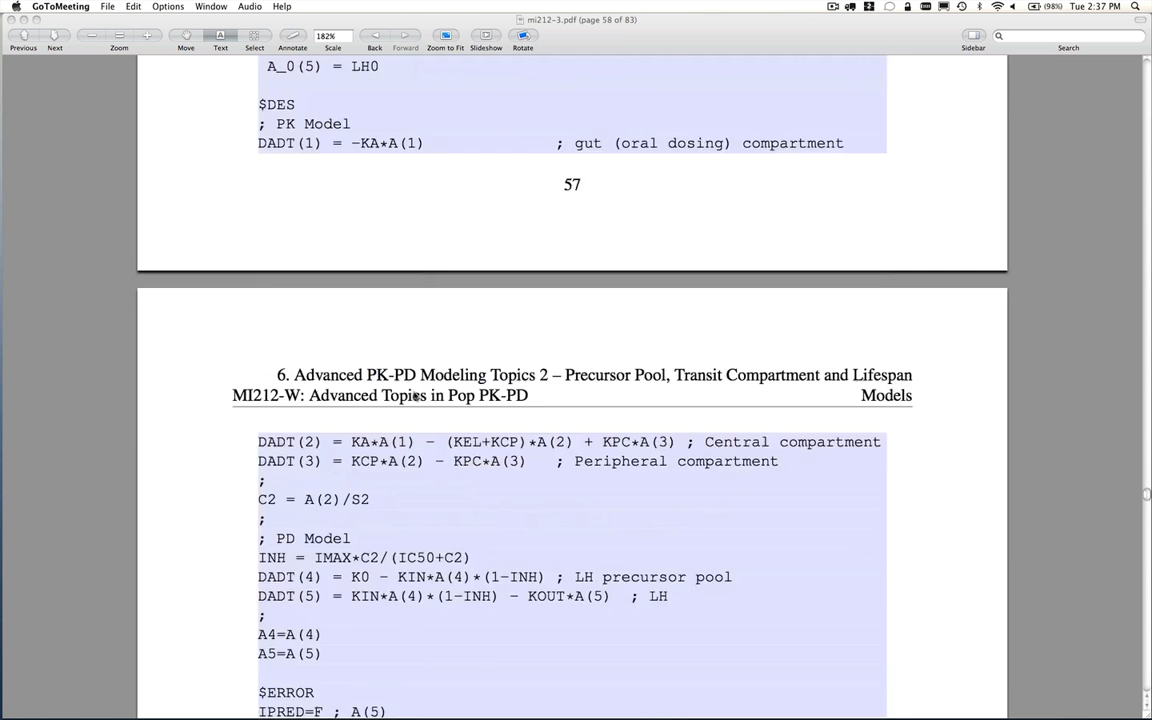 GoToMeeting File Edit Options Window Audio Help (98%) Tue 2:37 PM
mi212-3.pdf (page 58 of 83)
182%
Previous Next Zoom Move Text Select Annotate Scale Back Forward Zoom to Fit Slideshow Rotate Sidebar Search
A_0(5) = LH0
$DES
; PK Model
DADT(1) = -KA*A(1) ; gut (oral dosing) compartment
57
6. Advanced PK-PD Modeling Topics 2 – Precursor Pool, Transit Compartment and Lifespan
MI212-W: Advanced Topics in Pop PK-PD Models
DADT(2) = KA*A(1) - (KEL+KCP)*A(2) + KPC*A(3) ; Central compartment
DADT(3) = KCP*A(2) - KPC*A(3) ; Peripheral compartment
;
C2 = A(2)/S2
;
; PD Model
INH = IMAX*C2/(IC50+C2)
DADT(4) = K0 - KIN*A(4)*(1-INH) ; LH precursor pool
DADT(5) = KIN*A(4)*(1-INH) - KOUT*A(5) ; LH
;
A4=A(4)
A5=A(5)
$ERROR
IPRED=F ; A(5)